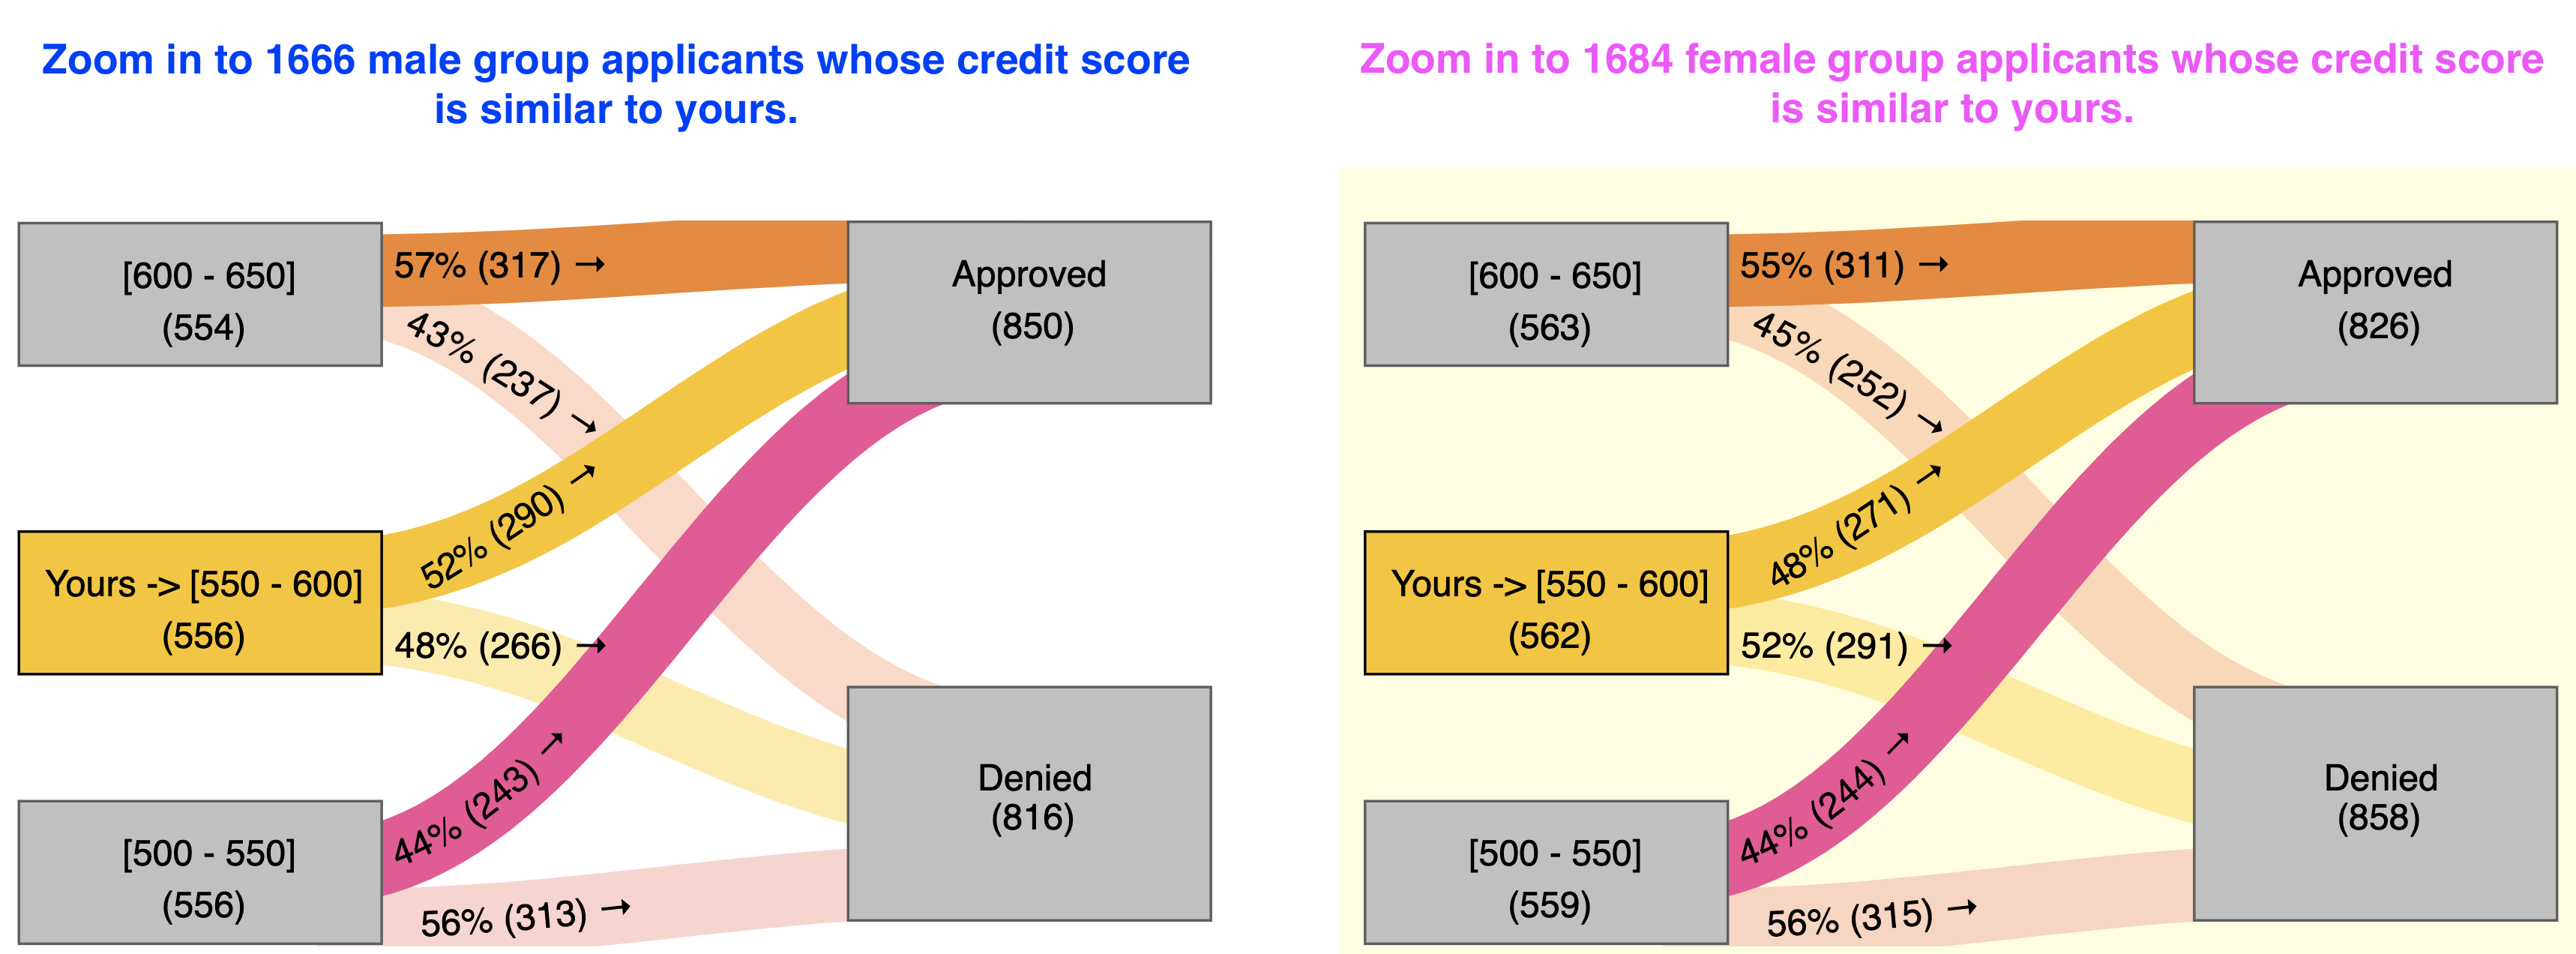 Zoom in to 1666 male group applicants whose credit score
is similar to yours.
[600 - 650]
(554)
57% (317) →
43% (237) →
Approved
(850)
Yours -> [550 - 600]
(556)
52% (290) →
48% (266) →
[500 - 550]
(556)
44% (243) →
56% (313) →
Denied
(816)
Zoom in to 1684 female group applicants whose credit score
is similar to yours.
[600 - 650]
(563)
55% (311) →
45% (252) →
Approved
(826)
Yours -> [550 - 600]
(562)
48% (271) →
52% (291) →
[500 - 550]
(559)
44% (244) →
56% (315) →
Denied
(858)